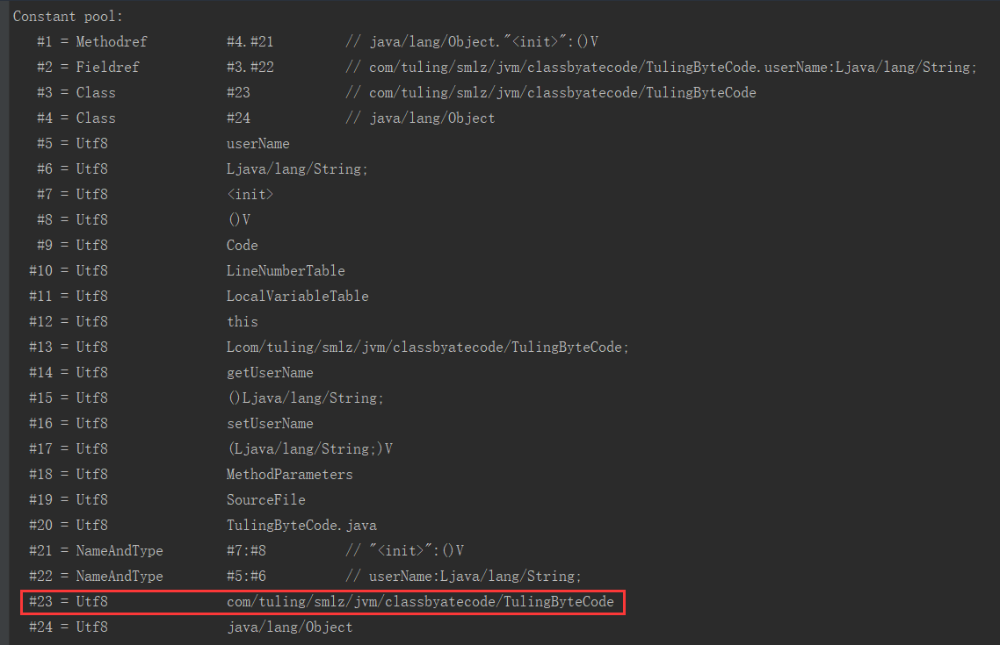 Constant pool:
#1 = Methodref #4.#21 // java/lang/Object."<init>":()V
#2 = Fieldref #3.#22 // com/tuling/smlz/jvm/classbyatecode/TulingByteCode.userName:Ljava/lang/String;
#3 = Class #23 // com/tuling/smlz/jvm/classbyatecode/TulingByteCode
#4 = Class #24 // java/lang/Object
#5 = Utf8 userName
#6 = Utf8 Ljava/lang/String;
#7 = Utf8 <init>
#8 = Utf8 ()V
#9 = Utf8 Code
#10 = Utf8 LineNumberTable
#11 = Utf8 LocalVariableTable
#12 = Utf8 this
#13 = Utf8 Lcom/tuling/smlz/jvm/classbyatecode/TulingByteCode;
#14 = Utf8 getUserName
#15 = Utf8 ()Ljava/lang/String;
#16 = Utf8 setUserName
#17 = Utf8 (Ljava/lang/String;)V
#18 = Utf8 MethodParameters
#19 = Utf8 SourceFile
#20 = Utf8 TulingByteCode.java
#21 = NameAndType #7:#8 // "<init>":()V
#22 = NameAndType #5:#6 // userName:Ljava/lang/String;
#23 = Utf8 com/tuling/smlz/jvm/classbyatecode/TulingByteCode
#24 = Utf8 java/lang/Object